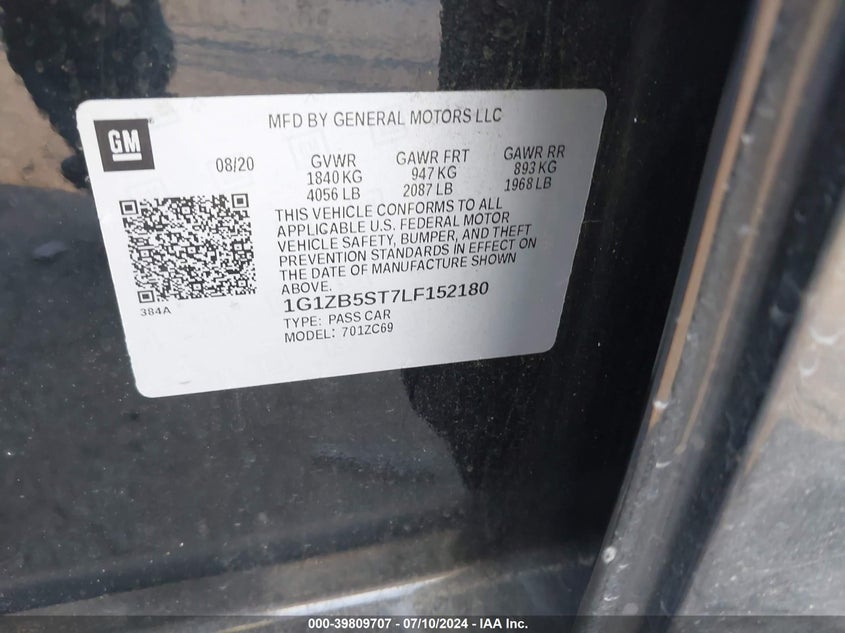 MFD BY GENERAL MOTORS LLC
GM
08/20 GVWR GAWR FRT GAWR RR
1840 KG 947 KG 893 KG
4056 LB 2087 LB 1968 LB
THIS VEHICLE CONFORMS TO ALL
APPLICABLE U.S. FEDERAL MOTOR
VEHICLE SAFETY, BUMPER, AND THEFT
PREVENTION STANDARDS IN EFFECT ON
THE DATE OF MANUFACTURE SHOWN
ABOVE.
1G1ZB5ST7LF152180
384A
TYPE: PASS CAR
MODEL: 701ZC69
000-39809707 - 07/10/2024 - IAA Inc.